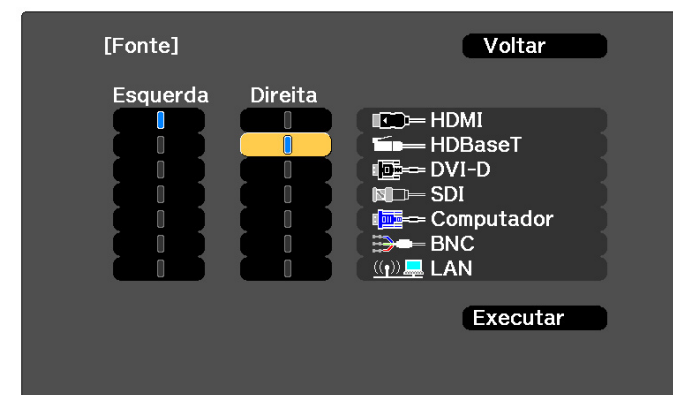 [Fonte] Voltar
Esquerda Direita
HDMI
HDBaseT
DVI-D
SDI
Computador
BNC
LAN
Executar